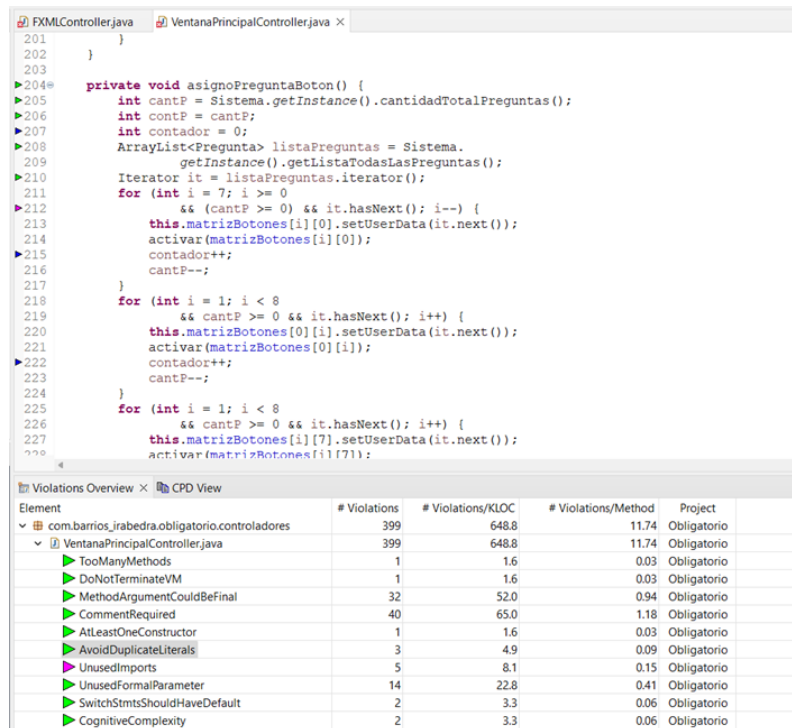 FXMLController.java VentanaPrincipalController.java
201 }
202 }
203
204 private void asignoPreguntaBoton() {
205 int cantP = Sistema.getInstance().cantidadTotalPreguntas();
206 int contP = cantP;
207 int contador = 0;
208 ArrayList<Pregunta> listaPreguntas = Sistema.
209 getInstance().getListaTodasLasPreguntas();
210 Iterator it = listaPreguntas.iterator();
211 for (int i = 7; i >= 0
212 && (cantP >= 0) && it.hasNext(); i--) {
213 this.matrizBotones[i][0].setUserData(it.next());
214 activar(matrizBotones[i][0]);
215 contador++;
216 cantP--;
217 }
218 for (int i = 1; i < 8
219 && cantP >= 0 && it.hasNext(); i++) {
220 this.matrizBotones[0][i].setUserData(it.next());
221 activar(matrizBotones[0][i]);
222 contador++;
223 cantP--;
224 }
225 for (int i = 1; i < 8
226 && cantP >= 0 && it.hasNext(); i++) {
227 this.matrizBotones[i][7].setUserData(it.next());
228 activar(matrizBotones[i][7]);
Violations Overview CPD View
Element # Violations # Violations/KLOC # Violations/Method Project
com.barrios_irabedra.obligatorio.controladores 399 648.8 11.74 Obligatorio
VentanaPrincipalController.java 399 648.8 11.74 Obligatorio
TooManyMethods 1 1.6 0.03 Obligatorio
DoNotTerminateVM 1 1.6 0.03 Obligatorio
MethodArgumentCouldBeFinal 32 52.0 0.94 Obligatorio
CommentRequired 40 65.0 1.18 Obligatorio
AtLeastOneConstructor 1 1.6 0.03 Obligatorio
AvoidDuplicateLiterals 3 4.9 0.09 Obligatorio
UnusedImports 5 8.1 0.15 Obligatorio
UnusedFormalParameter 14 22.8 0.41 Obligatorio
SwitchStmtsShouldHaveDefault 2 3.3 0.06 Obligatorio
CognitiveComplexity 2 3.3 0.06 Obligatorio